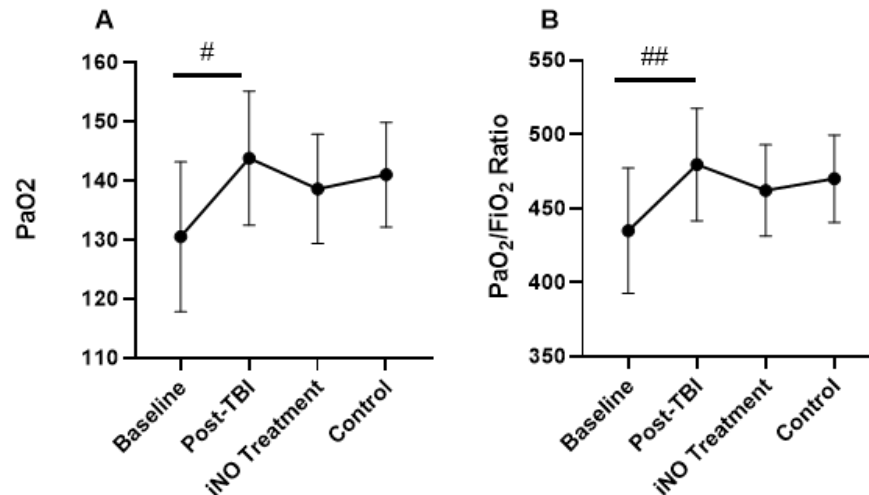 A
#
160
150
140
130
120
110
PaO2
Baseline
Post-TBI
iNO Treatment
Control
B
##
550
500
450
400
350
PaO₂/FiO₂ Ratio
Baseline
Post-TBI
iNO Treatment
Control